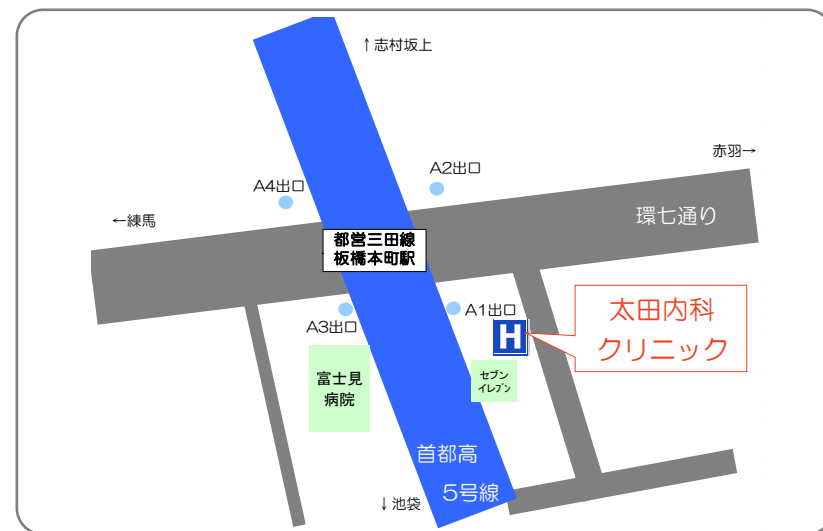 ↑志村坂上
赤羽→
A2出口
A4出口
環七通り
←練馬
都営三田線
板橋本町駅
A1出口
太田内科
クリニック
A3出口
H
富士見
病院
セブン
イレブン
首都高
5号線
↓池袋